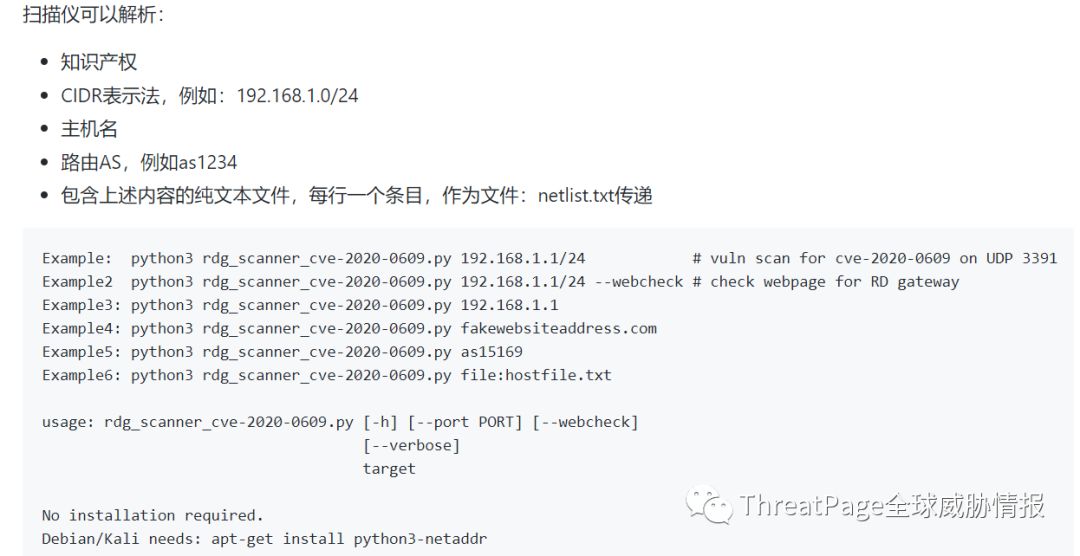 扫描仪可以解析：
知识产权
CIDR表示法，例如：192.168.1.0/24
主机名
路由AS，例如as1234
包含上述内容的纯文本文件，每行一个条目，作为文件：netlist.txt传递
Example:  python3 rdg_scanner_cve-2020-0609.py 192.168.1.1/24            # vuln scan for cve-2020-0609 on UDP 3391
Example2  python3 rdg_scanner_cve-2020-0609.py 192.168.1.1/24 --webcheck # check webpage for RD gateway
Example3: python3 rdg_scanner_cve-2020-0609.py 192.168.1.1
Example4: python3 rdg_scanner_cve-2020-0609.py fakewebsiteaddress.com
Example5: python3 rdg_scanner_cve-2020-0609.py as15169
Example6: python3 rdg_scanner_cve-2020-0609.py file:hostfile.txt
usage: rdg_scanner_cve-2020-0609.py [-h] [--port PORT] [--webcheck]
[--verbose]
target
ThreatPage全球威胁情报
No installation required.
Debian/Kali needs: apt-get install python3-netaddr